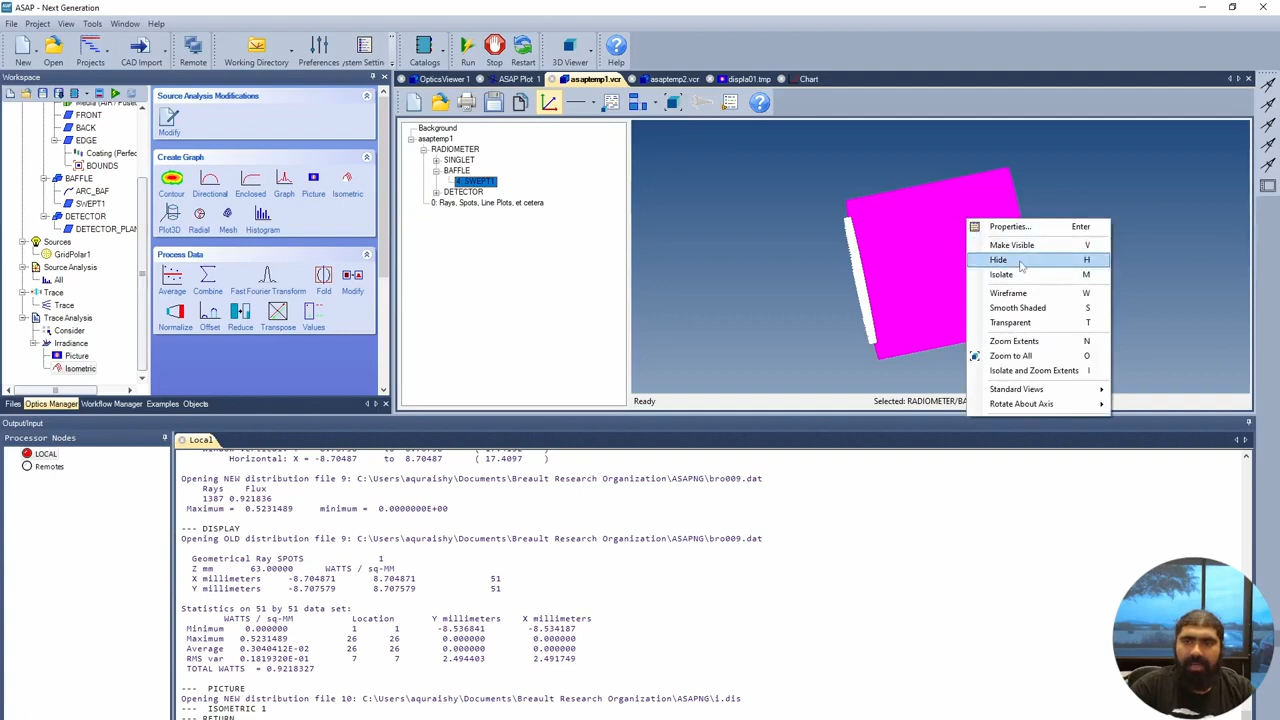 ASAP - Next Generation
File Project View Tools Window Help
New Open Projects CAD Import Remote Working Directory Preferences System Settin Catalogs Run Stop Restart 3D Viewer Help
Workspace
FRONT
BACK
EDGE
Coating (Perfec
BOUNDS
BAFFLE
ARC_BAF
SWEPT1
DETECTOR
DETECTOR_PLAN
Sources
GridPolar1
Source Analysis
All
Trace
Trace
Trace Analysis
Consider
Irradiance
Picture
Isometric
Files Optics Manager Workflow Manager Examples Objects
Source Analysis Modifications
Modify
Create Graph
Contour Directional Enclosed Graph Picture Isometric
Plot3D Radial Mesh Histogram
Process Data
Average Combine Fast Fourier Transform Fold Modify
Normalize Offset Reduce Transpose Values
OpticsViewer 1 ASAP Plot 1 asaptemp1.vcr asaptemp2.vcr displa01.tmp Chart
Background
asaptemp1
RADIOMETER
SINGLET
BAFFLE
4: SWEPT1
DETECTOR
0: Rays, Spots, Line Plots, et cetera
Properties... Enter
Make Visible V
Hide H
Isolate M
Wireframe W
Smooth Shaded S
Transparent T
Zoom Extents N
Zoom to All O
Isolate and Zoom Extents I
Standard Views
Rotate About Axis
Ready Selected: RADIOMETER/BA
Output/Input
Processor Nodes
LOCAL
Remotes
Local
Horizontal: X = -8.70487 to 8.70487 ( 17.4097 )
Opening NEW distribution file 9: C:\Users\aquraishy\Documents\Breault Research Organization\ASAPNG\bro009.dat
Rays Flux
1387 0.921836
Maximum = 0.5231489 minimum = 0.0000000E+00
--- DISPLAY
Opening OLD distribution file 9: C:\Users\aquraishy\Documents\Breault Research Organization\ASAPNG\bro009.dat
Geometrical Ray SPOTS 1
Z mm 63.00000 WATTS / sq-MM
X millimeters -8.704871 8.704871 51
Y millimeters -8.707579 8.707579 51
Statistics on 51 by 51 data set:
WATTS / sq-MM Location Y millimeters X millimeters
Minimum 0.000000 1 1 -8.536841 -8.534187
Maximum 0.5231489 26 26 0.000000 0.000000
Average 0.3040412E-02 26 26 0.000000 0.000000
RMS var 0.1819320E-01 7 7 2.494403 2.491749
TOTAL WATTS = 0.9218327
--- PICTURE
Opening NEW distribution file 10: C:\Users\aquraishy\Documents\Breault Research Organization\ASAPNG\i.dis
--- ISOMETRIC 1
--- RETURN